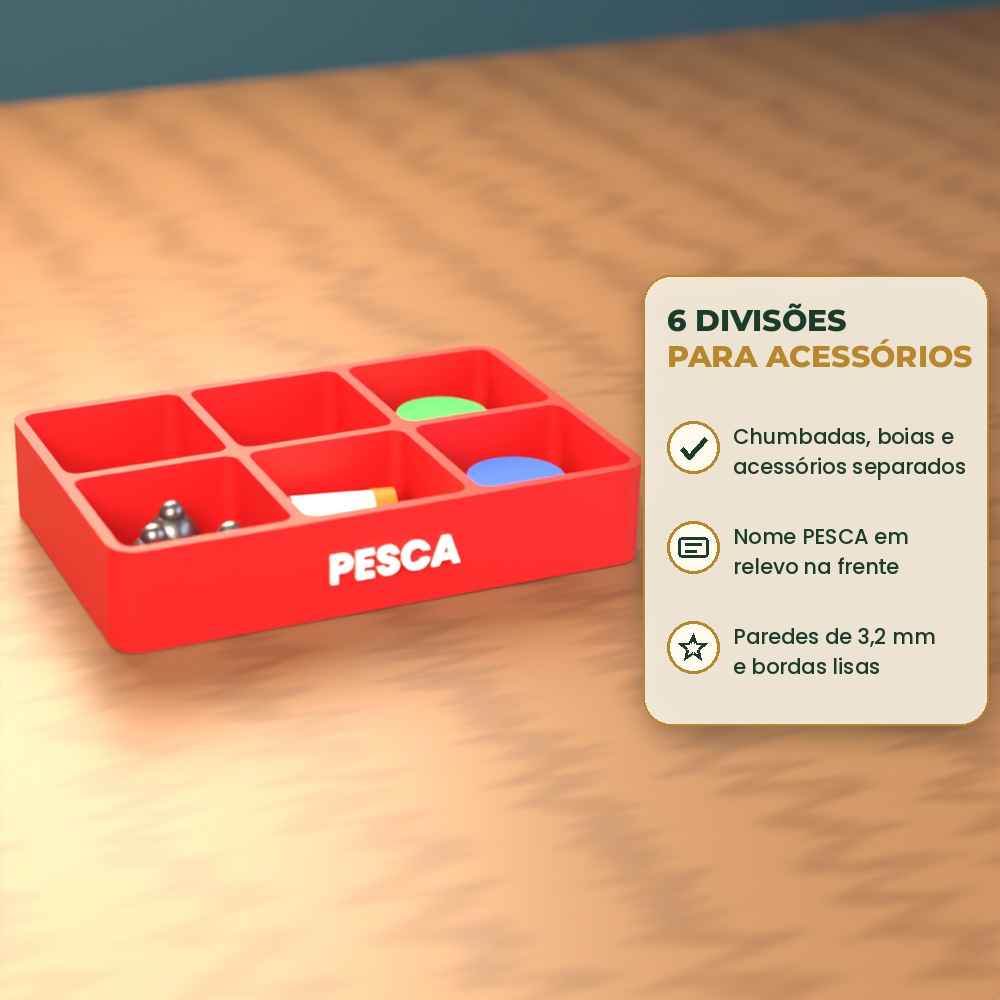 PESCA
6 DIVISÕES
PARA ACESSÓRIOS
Chumbadas, boias e
acessórios separados
Nome PESCA em
relevo na frente
Paredes de 3,2 mm
e bordas lisas